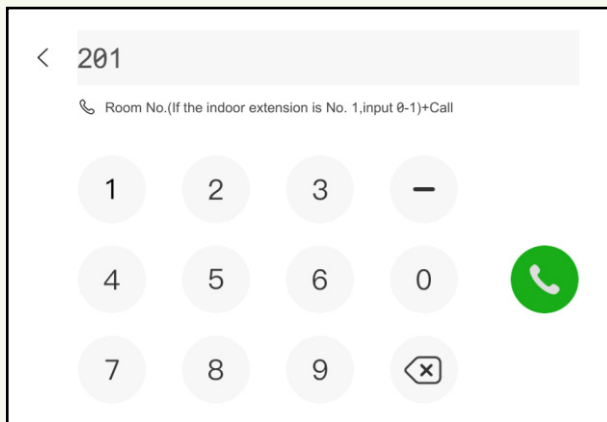 201
Room No.(If the indoor extension is No. 1,input 0-1)+Call
1 2 3 −
4 5 6 0
7 8 9